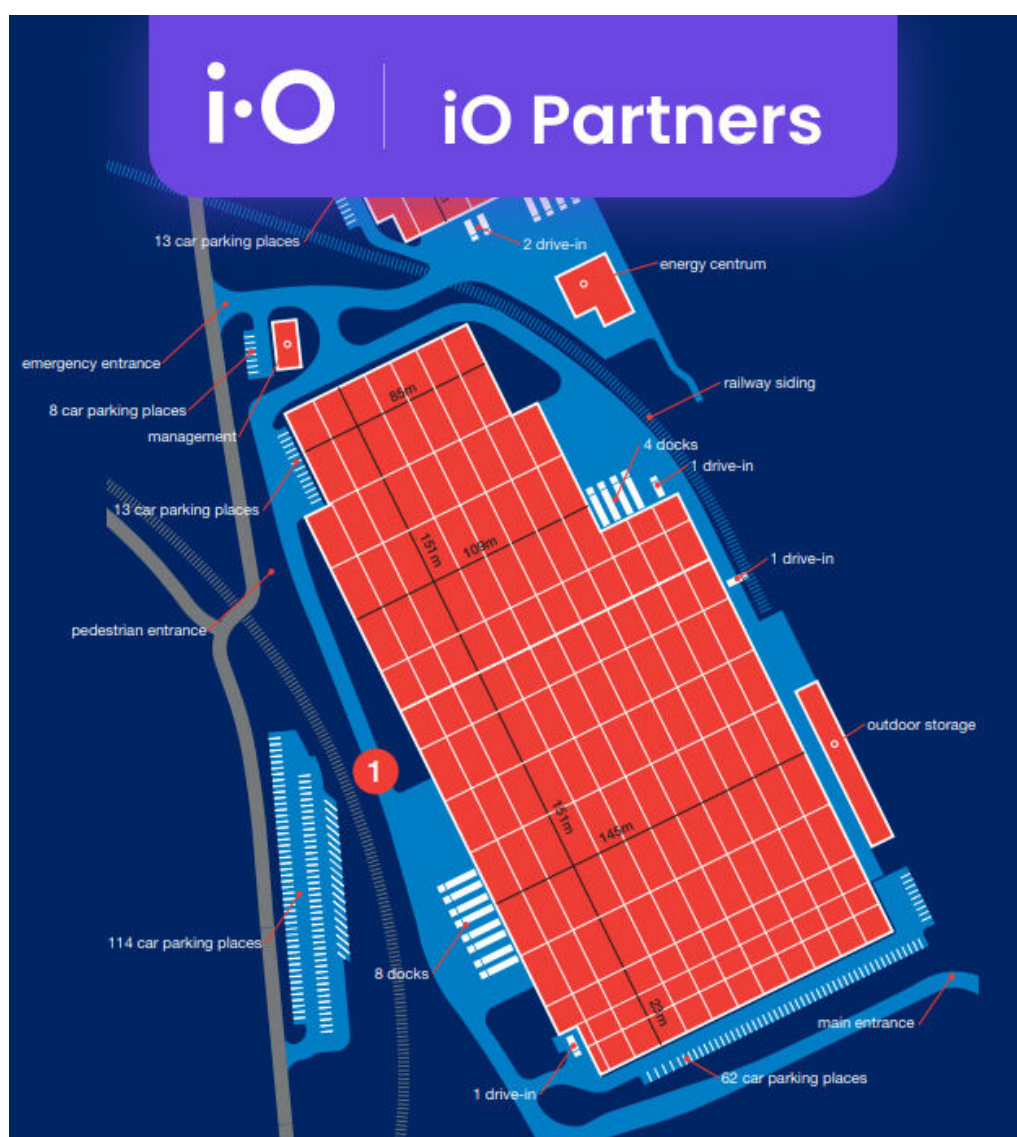 i·O
iO Partners
13 car parking places
2 drive-in
energy centrum
emergency entrance
railway siding
85m
8 car parking places
management
4 docks
1 drive-in
13 car parking places
151m
109m
1 drive-in
pedestrian entrance
outdoor storage
1
151m
145m
114 car parking places
8 docks
23m
main entrance
62 car parking places
1 drive-in